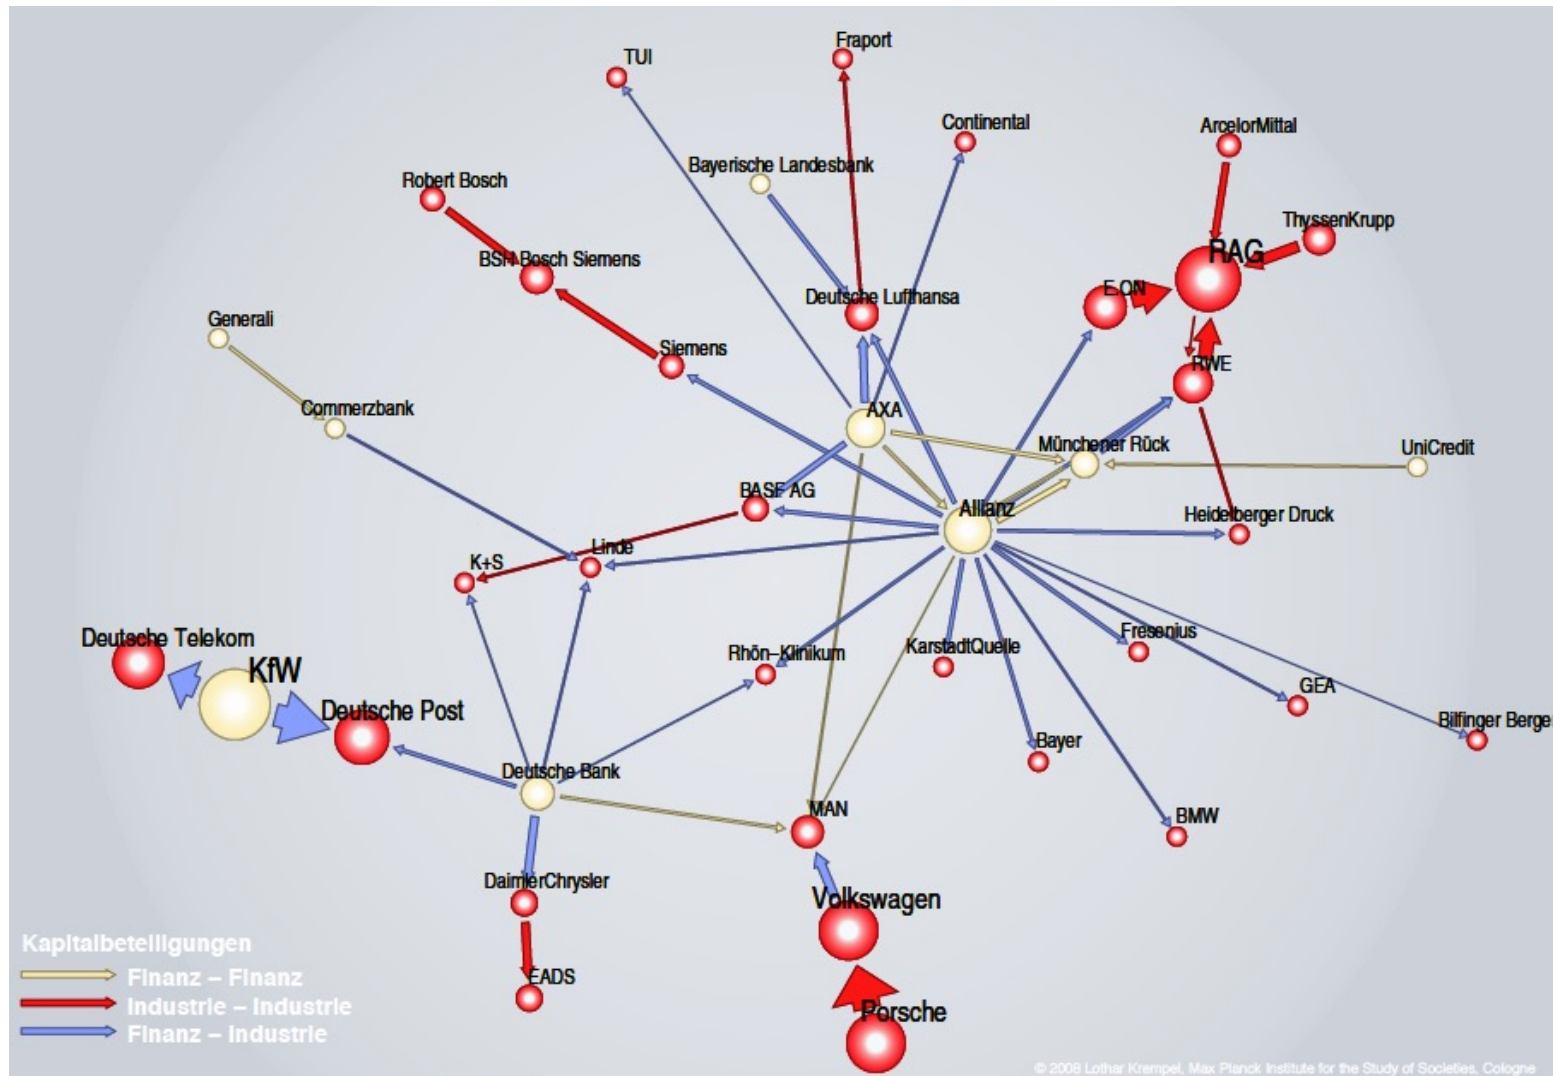 Fraport
TUI
Continental
ArcelorMittal
Bayerische Landesbank
Robert Bosch
ThyssenKrupp
RAG
BSH Bosch Siemens
E.ON
Deutsche Lufthansa
Generali
Siemens
RWE
Commerzbank
AXA
Münchener Rück
UniCredit
BASF AG
Allianz
Heidelberger Druck
Linde
K+S
Deutsche Telekom
Fresenius
KarstadtQuelle
Rhön–Klinikum
KfW
GEA
Deutsche Post
Bilfinger Berge
Bayer
Deutsche Bank
MAN
BMW
DaimlerChrysler
Volkswagen
Kapitalbeteiligungen
Finanz – Finanz
EADS
Industrie – Industrie
Porsche
Finanz – Industrie
© 2008 Lothar Krempel, Max Planck Institute for the Study of Societies, Cologne